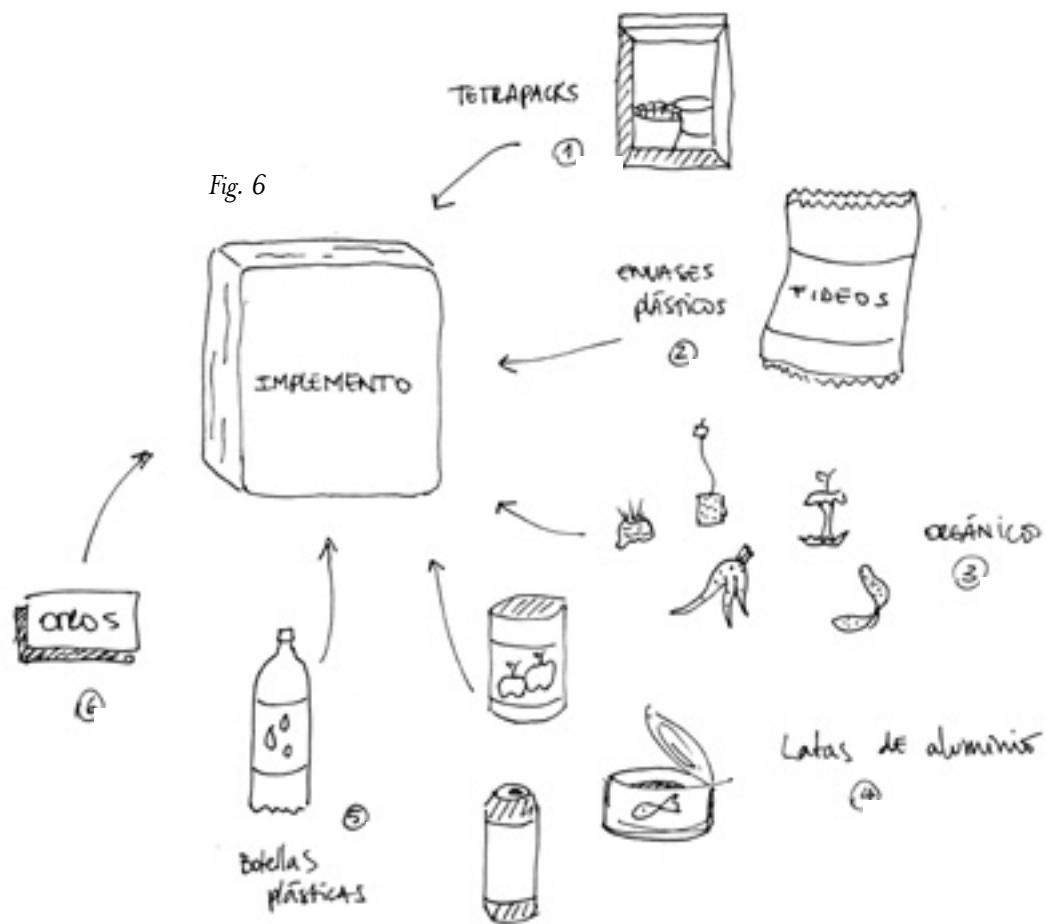 TETRAPACKS
①
Fig. 6
ENVASES
PLÁSTICOS
②
FIDEOS
IMPLEMENTO
ORGÁNICO
③
OTROS
⑥
Latas DE aluminio
④
⑤
Botellas
plásticas